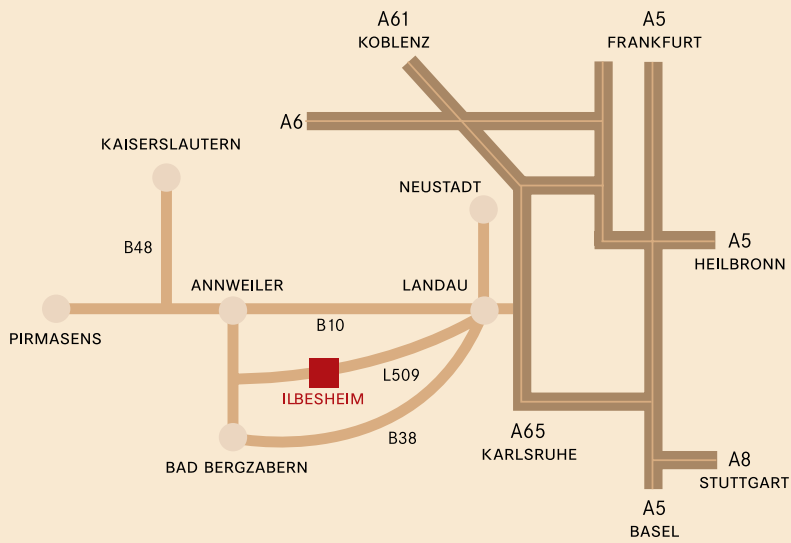 A61
KOBLENZ
A5
FRANKFURT
A6
KAISERSLAUTERN
NEUSTADT
B48
A5
HEILBRONN
ANNWEILER
LANDAU
B10
PIRMASENS
L509
ILBESHEIM
B38
A65
KARLSRUHE
BAD BERGZABERN
A8
STUTTGART
A5
BASEL